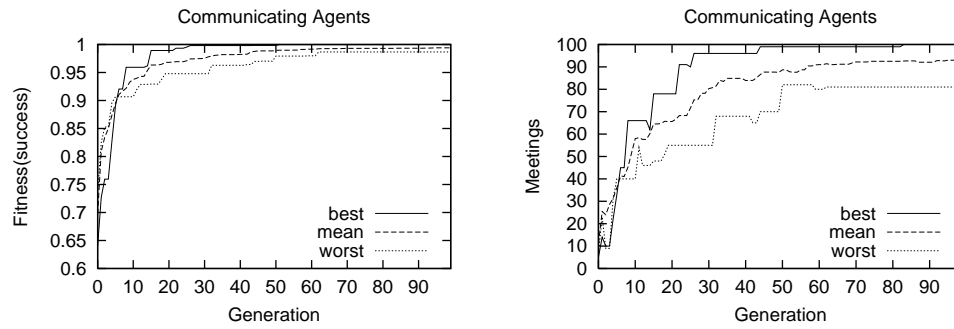 Communicating Agents
Fitness(success)
1
0.95
0.9
0.85
0.8
0.75
0.7
0.65
0.6
best
mean
worst
0 10 20 30 40 50 60 70 80 90
Generation
Communicating Agents
Meetings
100
90
80
70
60
50
40
30
20
10
0
best
mean
worst
0 10 20 30 40 50 60 70 80 90
Generation